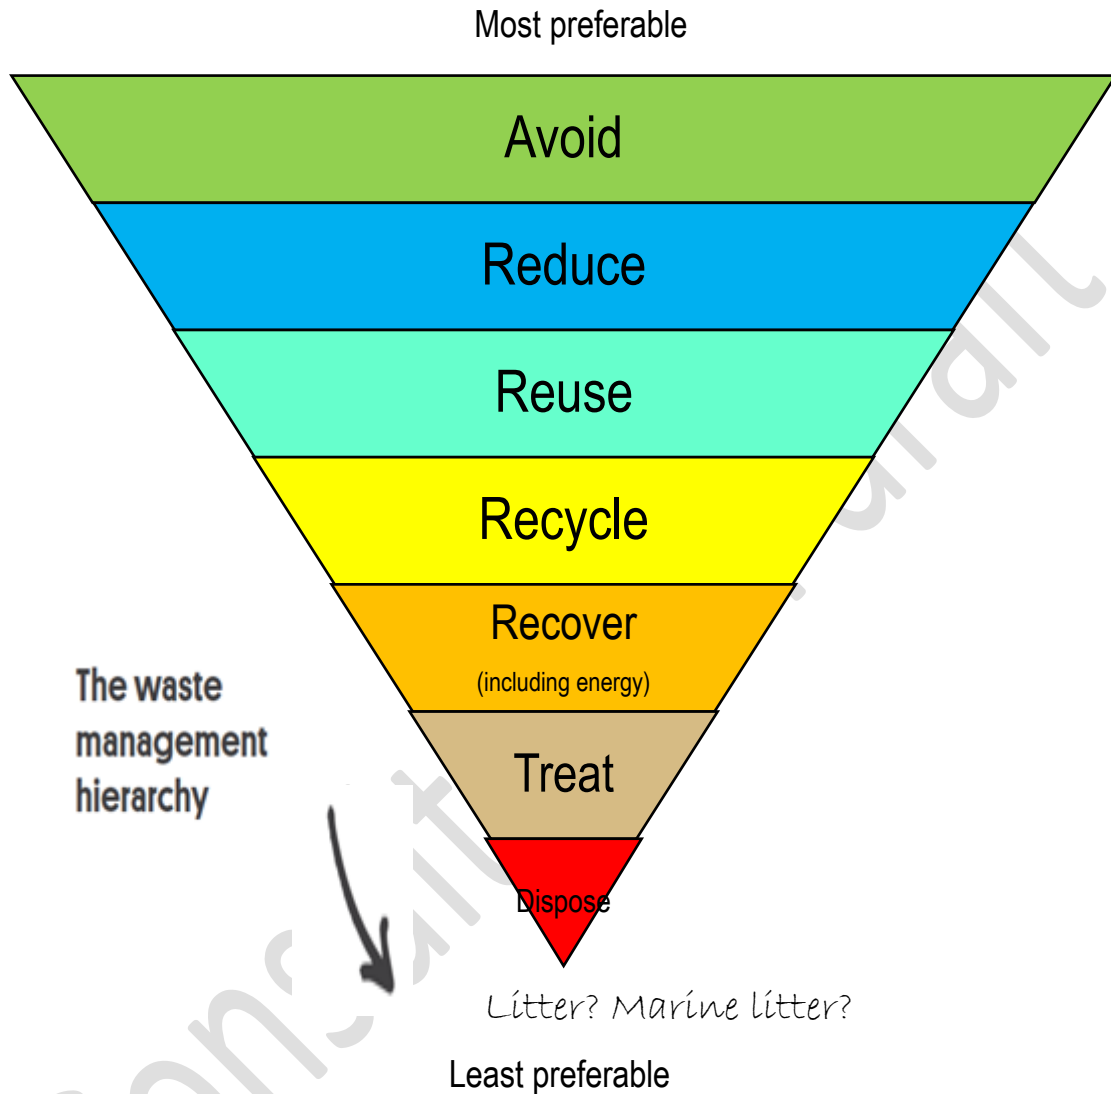 Most preferable
Avoid
Reduce
Reuse
Recycle
Recover
(including energy)
Treat
Dispose
The waste
management
hierarchy
Litter? Marine litter?
Least preferable